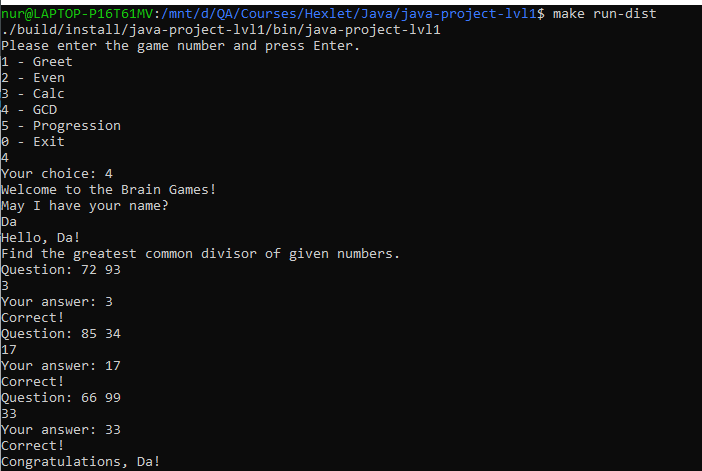 nur@LAPTOP-P16T61MV:/mnt/d/QA/Courses/Hexlet/Java/java-project-lvl1$ make run-dist
./build/install/java-project-lvl1/bin/java-project-lvl1
Please enter the game number and press Enter.
1 - Greet
2 - Even
3 - Calc
4 - GCD
5 - Progression
0 - Exit
4
Your choice: 4
Welcome to the Brain Games!
May I have your name?
Da
Hello, Da!
Find the greatest common divisor of given numbers.
Question: 72 93
3
Your answer: 3
Correct!
Question: 85 34
17
Your answer: 17
Correct!
Question: 66 99
33
Your answer: 33
Correct!
Congratulations, Da!